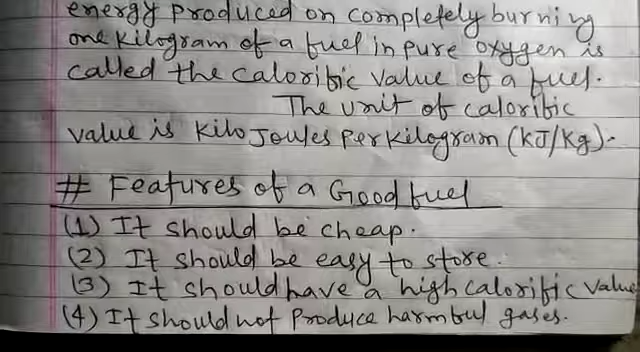 energy produced on completely burning
one kilogram of a fuel in pure oxygen is
called the calorific value of a fuel.
The unit of calorific
value is Kilo Joules Per Kilogram (KJ/Kg).
# Features of a Good fuel
(1) It should be cheap.
(2) It should be easy to store.
(3) It should have a high calorific value
(4) It should not Produce harmful gases.